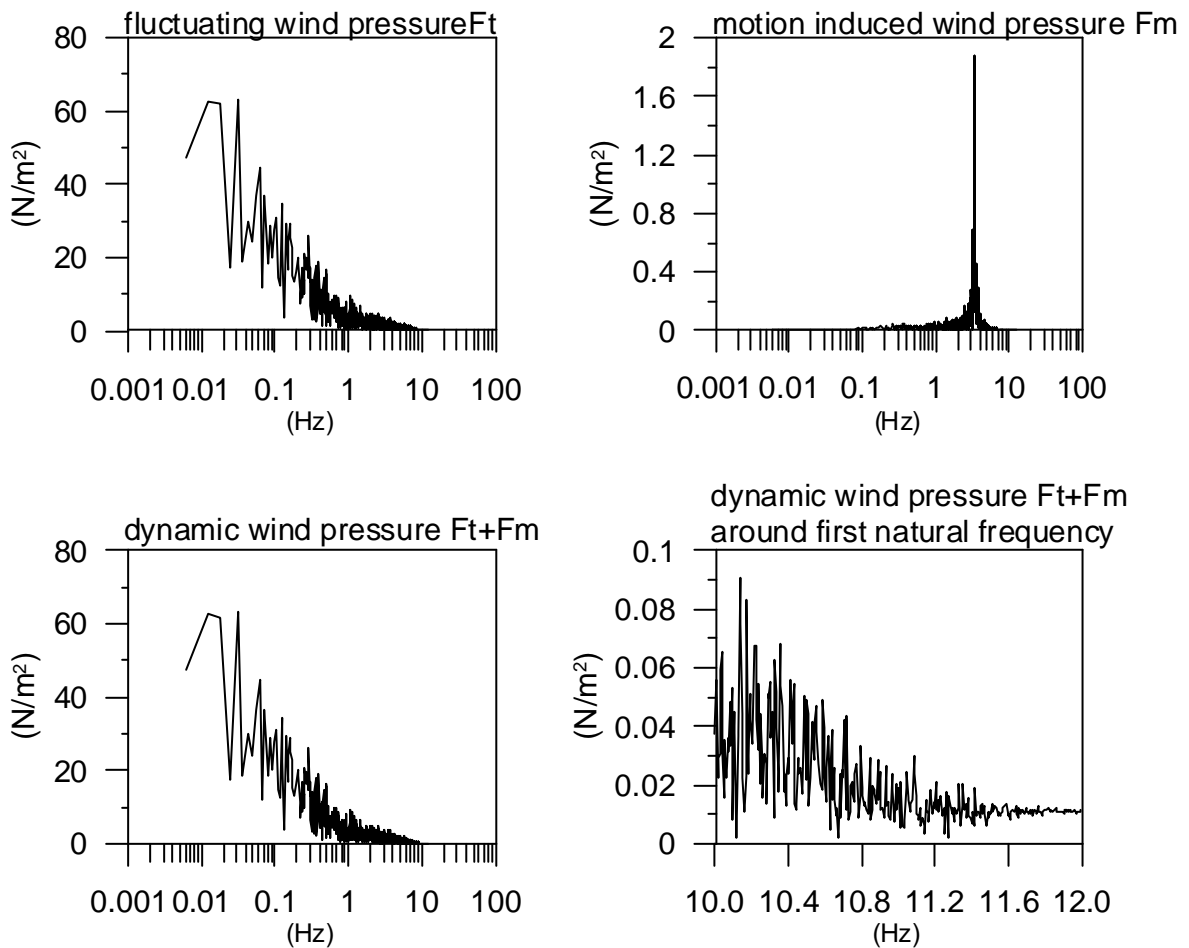 fluctuating wind pressureFt
80
60
40
20
0
(N/m²)
0.001 0.01 0.1 1 10 100
(Hz)
motion induced wind pressure Fm
2
1.6
1.2
0.8
0.4
0
(N/m²)
0.001 0.01 0.1 1 10 100
(Hz)
dynamic wind pressure Ft+Fm
80
60
40
20
0
(N/m²)
0.001 0.01 0.1 1 10 100
(Hz)
dynamic wind pressure Ft+Fm
around first natural frequency
0.1
0.08
0.06
0.04
0.02
0
(N/m²)
10.0 10.4 10.8 11.2 11.6 12.0
(Hz)